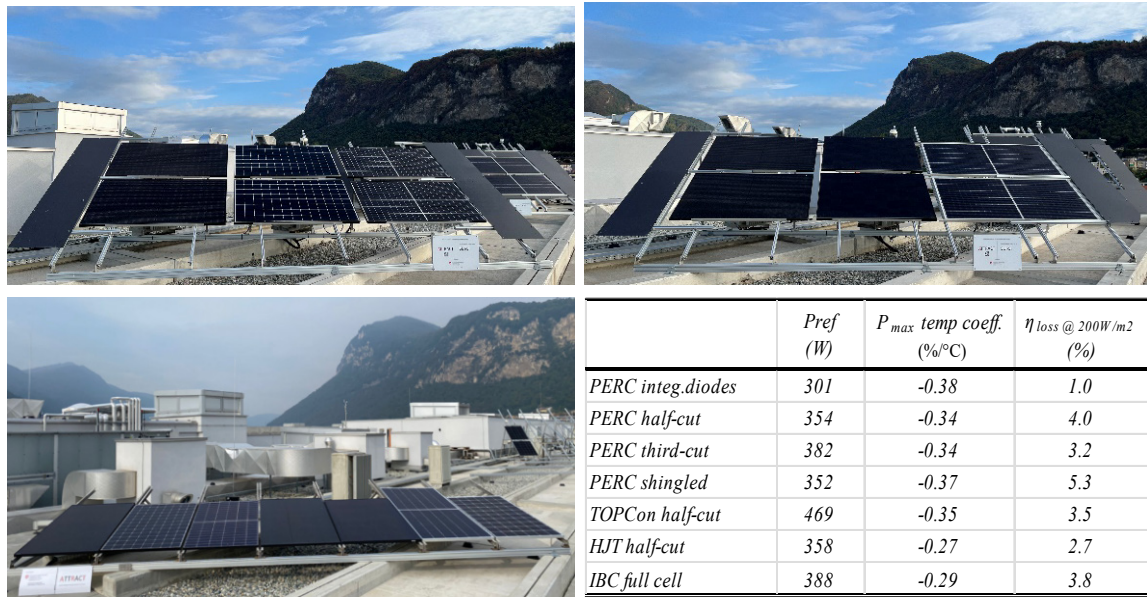 Pref P max temp coeff. η loss @ 200W/m2
(W) (%/°C) (%)
PERC integ.diodes 301 -0.38 1.0
PERC half-cut 354 -0.34 4.0
PERC third-cut 382 -0.34 3.2
PERC shingled 352 -0.37 5.3
TOPCon half-cut 469 -0.35 3.5
HJT half-cut 358 -0.27 2.7
IBC full cell 388 -0.29 3.8
ATTRACT